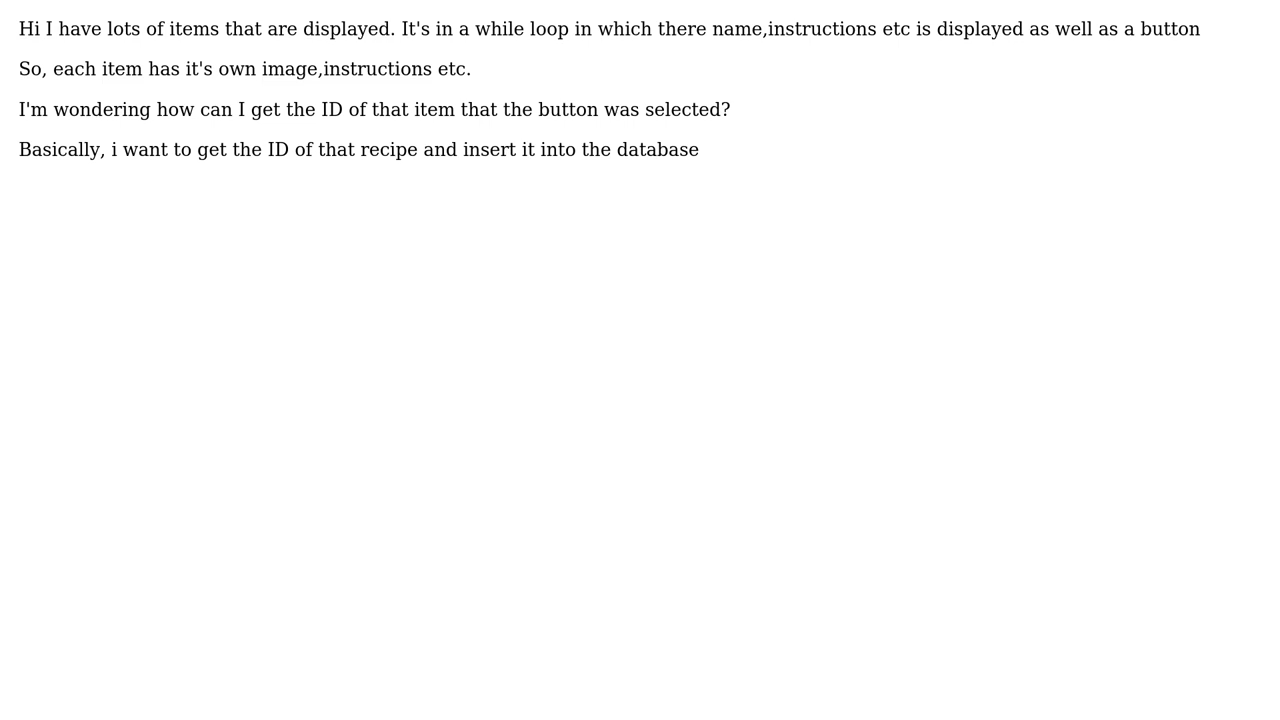 Hi I have lots of items that are displayed. It's in a while loop in which there name,instructions etc is displayed as well as a button
So, each item has it's own image,instructions etc.
I'm wondering how can I get the ID of that item that the button was selected?
Basically, i want to get the ID of that recipe and insert it into the database